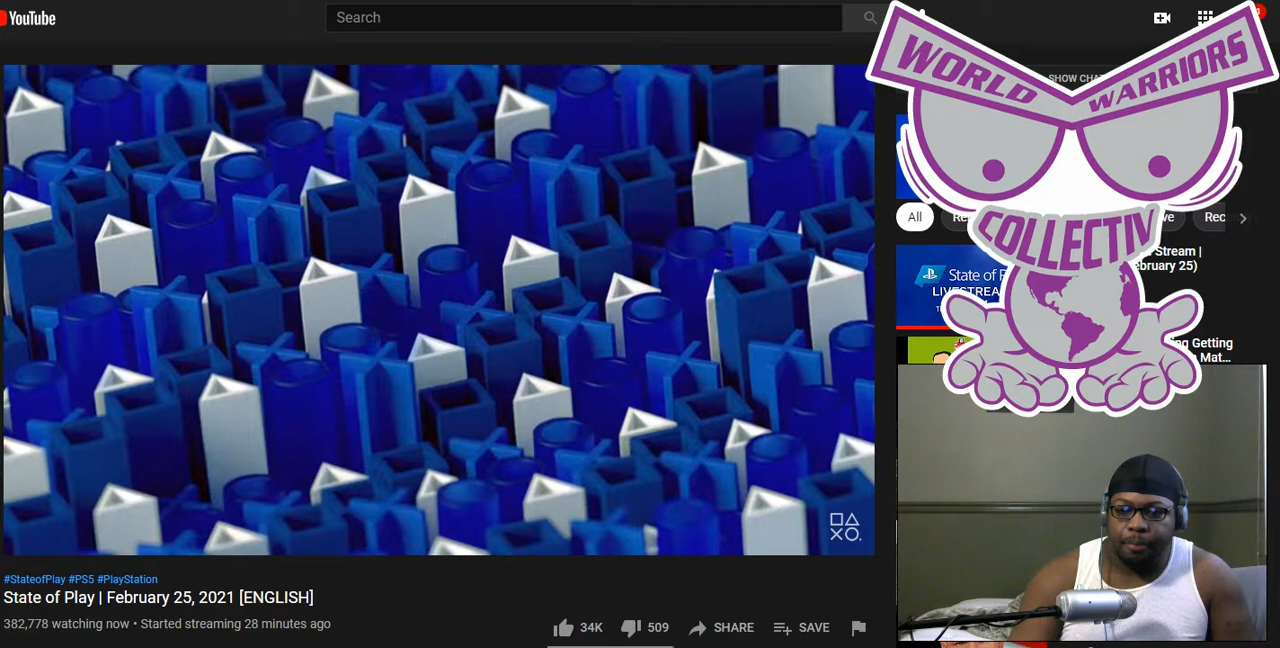 YouTube
Search
SHOW CHAT
WORLD WARRIORS
COLLECTIV
All
Rec
Stream |
ebruary 25)
State of P
LIVESTREA
ng Getting
Mat...
#StateofPlay #PS5 #PlayStation
State of Play | February 25, 2021 [ENGLISH]
382,778 watching now • Started streaming 28 minutes ago
34K
509
SHARE
SAVE